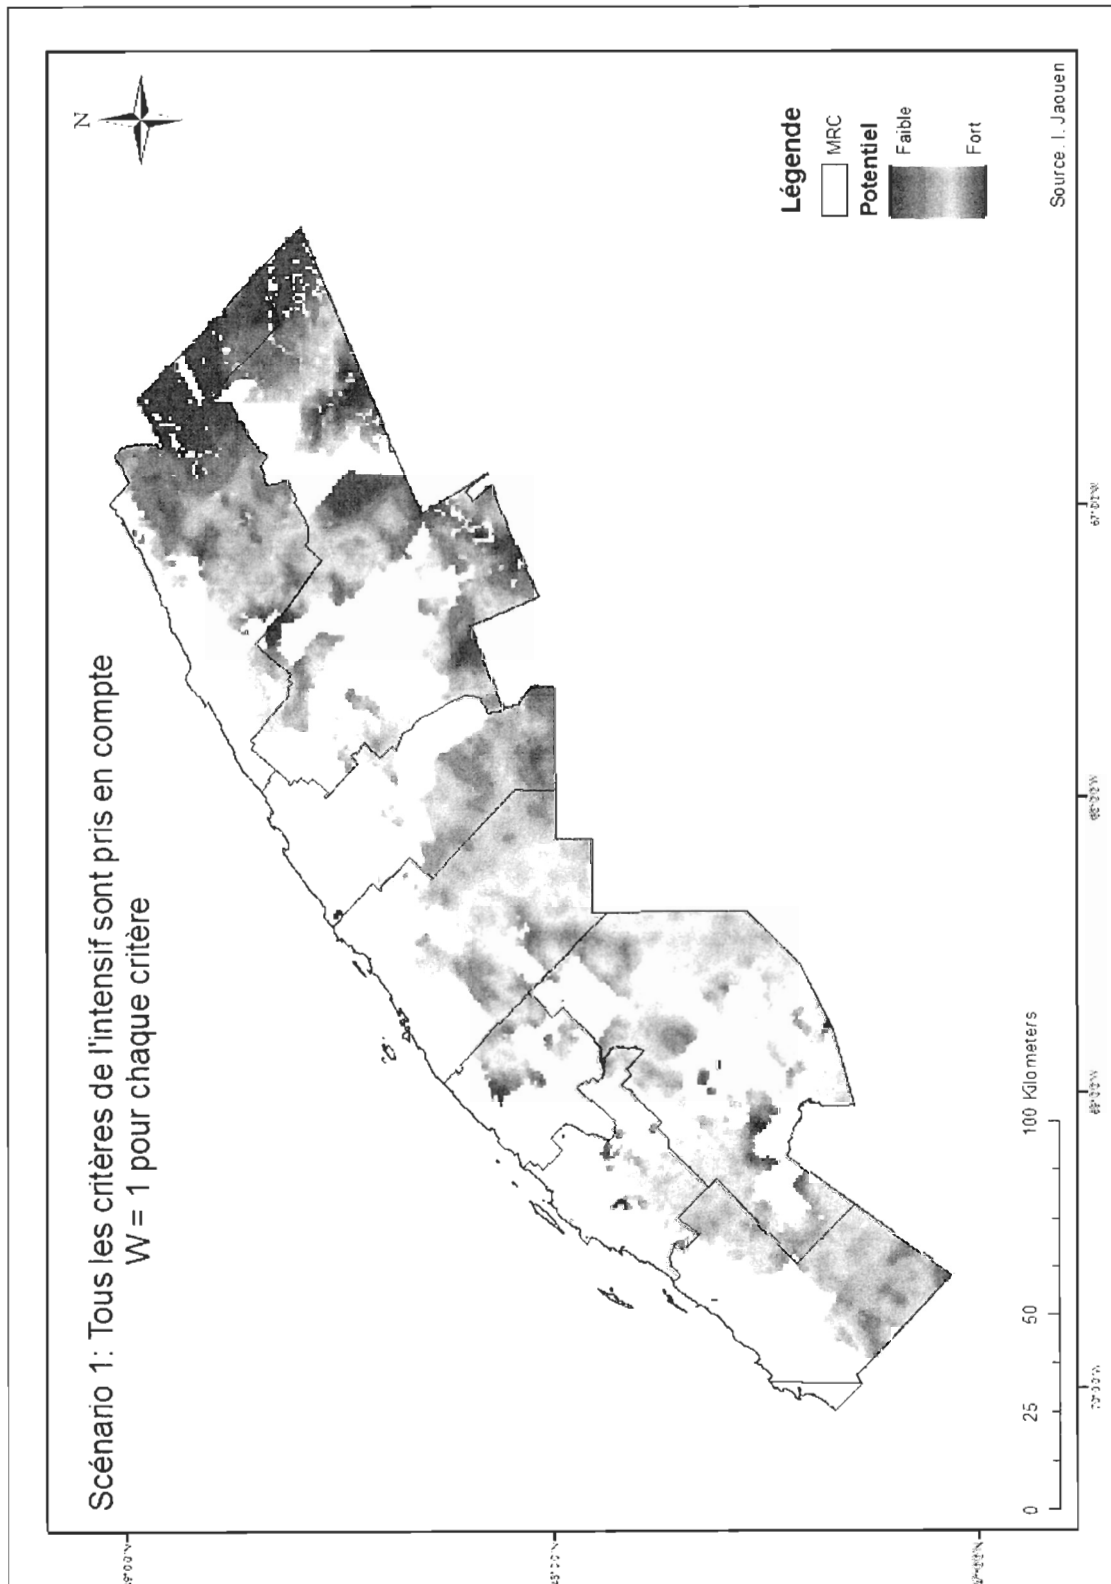 Scénario 1: Tous les critères de l'intensif sont pris en compte
W = 1 pour chaque critère
N
Légende
MRC
Potentiel
Faible
Fort
Source. I. Jaouen
0 25 50 100 Kilometers